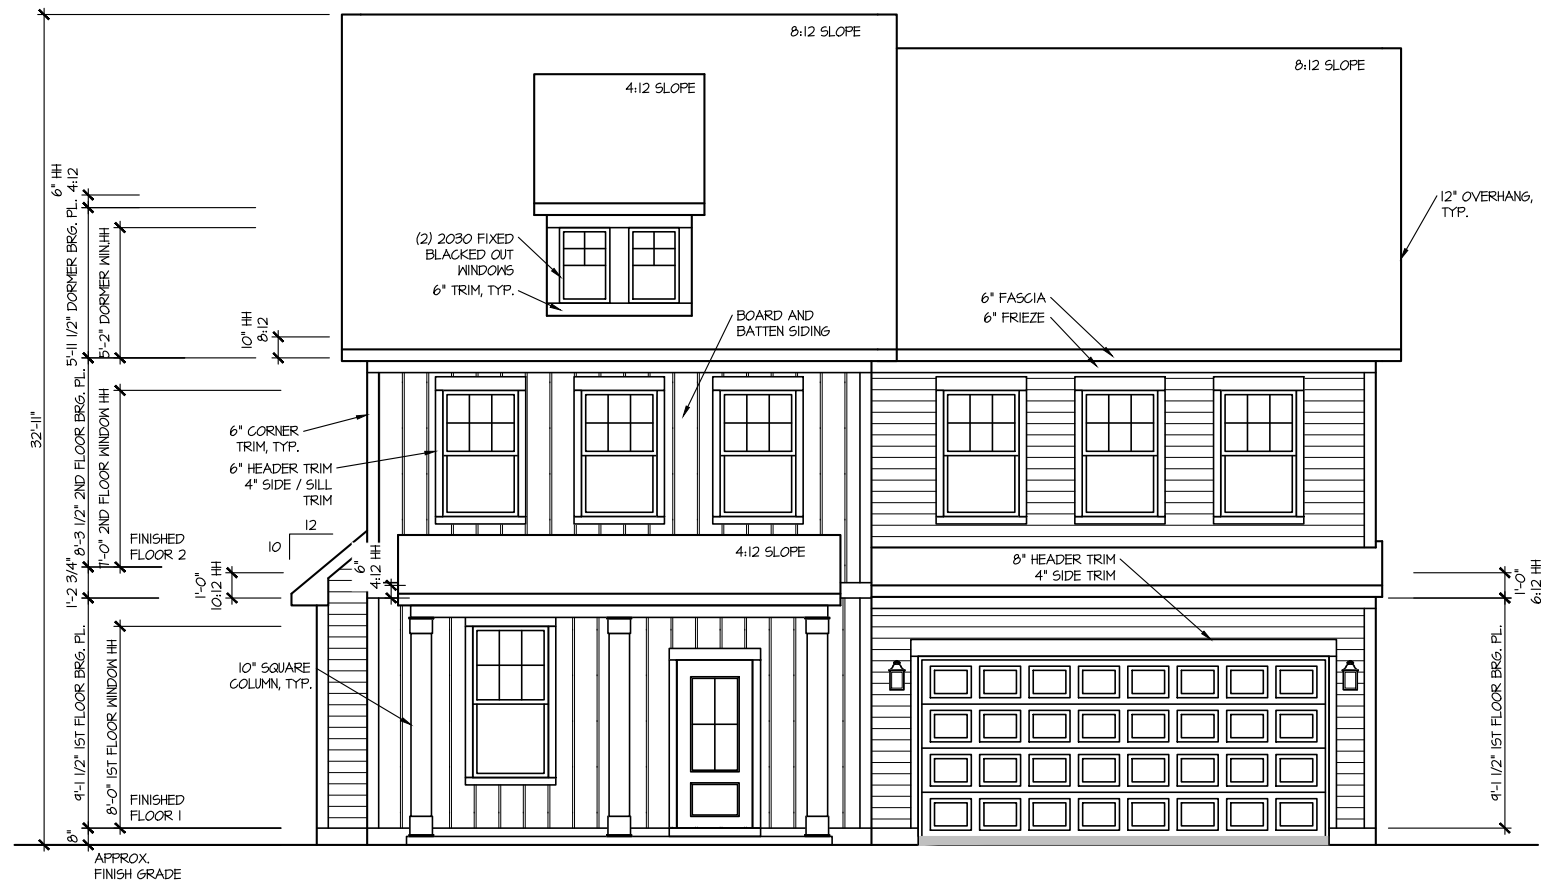 8:12 SLOPE
8:12 SLOPE
4:12 SLOPE
12" OVERHANG,
TYP.
(2) 2030 FIXED
BLACKED OUT
WINDOWS
6" TRIM, TYP.
BOARD AND
BATTEN SIDING
6" FASCIA
6" FRIEZE
6" HH
4:12
5'-11 1/2" DORMER BRG. PL.
5'-2" DORMER WIN.HH
10" HH
8:12
32'-11"
8'-3 1/2" 2ND FLOOR BRG. PL.
7'-0" 2ND FLOOR WINDOW HH
6" CORNER
TRIM, TYP.
6" HEADER TRIM
4" SIDE / SILL
TRIM
12
10
FINISHED
FLOOR 2
1'-2 3/4"
1'-0"
10:12 HH
6"
4:12 HH
4:12 SLOPE
8" HEADER TRIM
4" SIDE TRIM
1'-0"
6:12 HH
9'-1 1/2" 1ST FLOOR BRG. PL.
8'-0" 1ST FLOOR WINDOW HH
10" SQUARE
COLUMN, TYP.
9'-1 1/2" 1ST FLOOR BRG. PL.
FINISHED
FLOOR 1
8"
APPROX.
FINISH GRADE